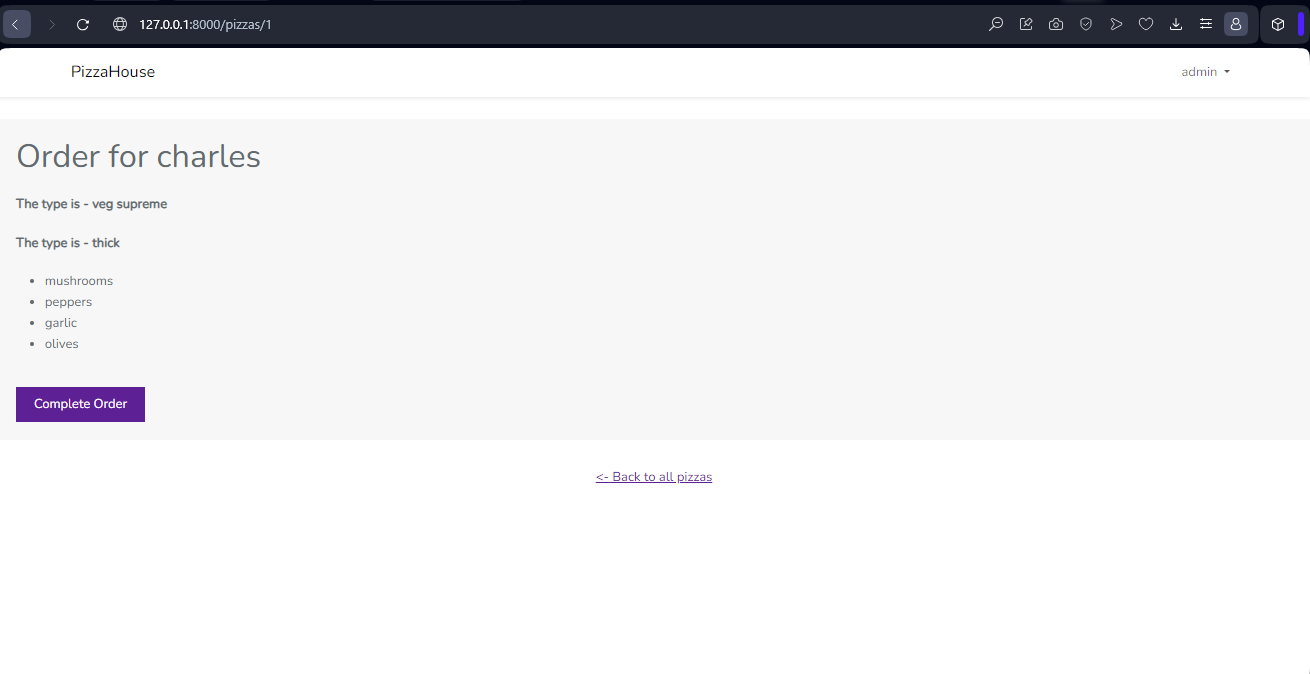 127.0.0.1:8000/pizzas/1
PizzaHouse
admin
Order for charles
The type is - veg supreme
The type is - thick
mushrooms
peppers
garlic
olives
Complete Order
<- Back to all pizzas